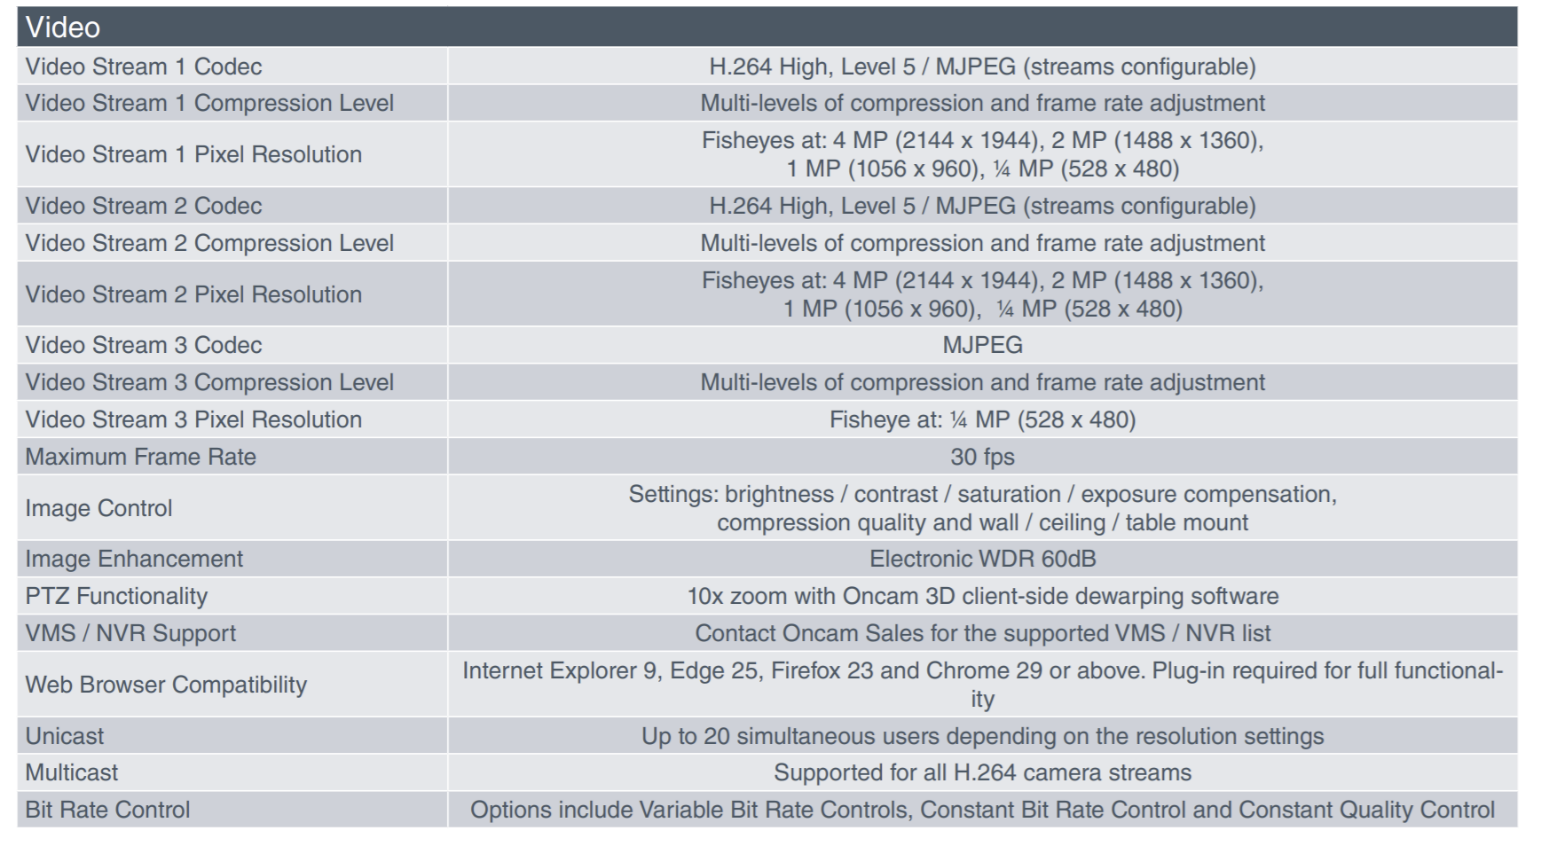 Video
Video Stream 1 Codec H.264 High, Level 5 / MJPEG (streams configurable)
Video Stream 1 Compression Level Multi-levels of compression and frame rate adjustment
Video Stream 1 Pixel Resolution Fisheyes at: 4 MP (2144 x 1944), 2 MP (1488 x 1360),
1 MP (1056 x 960), ¼ MP (528 x 480)
Video Stream 2 Codec H.264 High, Level 5 / MJPEG (streams configurable)
Video Stream 2 Compression Level Multi-levels of compression and frame rate adjustment
Video Stream 2 Pixel Resolution Fisheyes at: 4 MP (2144 x 1944), 2 MP (1488 x 1360),
1 MP (1056 x 960), ¼ MP (528 x 480)
Video Stream 3 Codec MJPEG
Video Stream 3 Compression Level Multi-levels of compression and frame rate adjustment
Video Stream 3 Pixel Resolution Fisheye at: ¼ MP (528 x 480)
Maximum Frame Rate 30 fps
Image Control Settings: brightness / contrast / saturation / exposure compensation,
compression quality and wall / ceiling / table mount
Image Enhancement Electronic WDR 60dB
PTZ Functionality 10x zoom with Oncam 3D client-side dewarping software
VMS / NVR Support Contact Oncam Sales for the supported VMS / NVR list
Web Browser Compatibility Internet Explorer 9, Edge 25, Firefox 23 and Chrome 29 or above. Plug-in required for full functional-
ity
Unicast Up to 20 simultaneous users depending on the resolution settings
Multicast Supported for all H.264 camera streams
Bit Rate Control Options include Variable Bit Rate Controls, Constant Bit Rate Control and Constant Quality Control